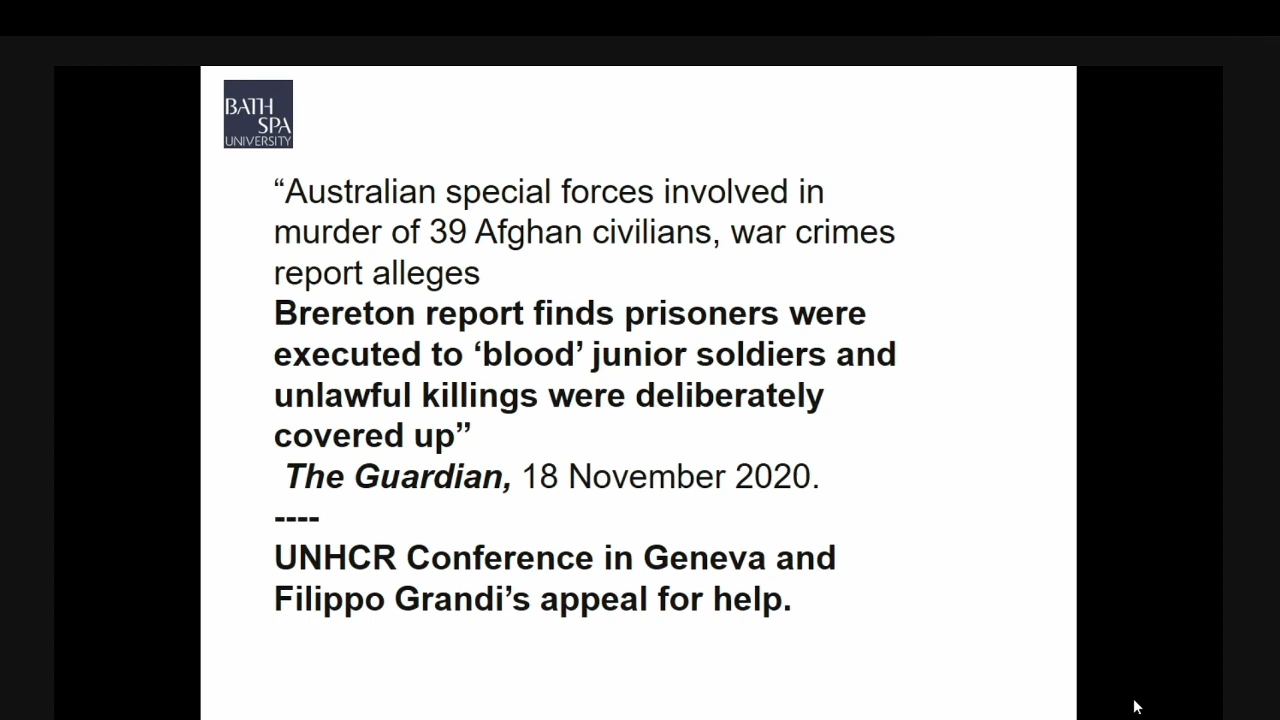 BATH
SPA
UNIVERSITY
“Australian special forces involved in
murder of 39 Afghan civilians, war crimes
report alleges
Brereton report finds prisoners were
executed to ‘blood’ junior soldiers and
unlawful killings were deliberately
covered up”
The Guardian, 18 November 2020.
----
UNHCR Conference in Geneva and
Filippo Grandi’s appeal for help.